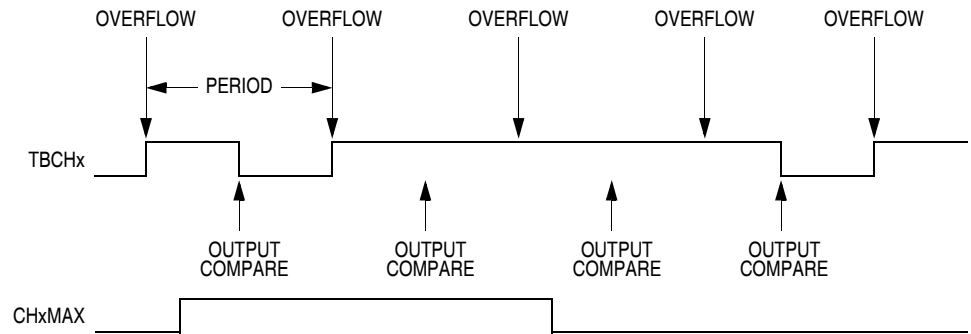 OVERFLOW OVERFLOW OVERFLOW OVERFLOW OVERFLOW
PERIOD
TBCHx
OUTPUT OUTPUT OUTPUT OUTPUT
COMPARE COMPARE COMPARE COMPARE
CHxMAX